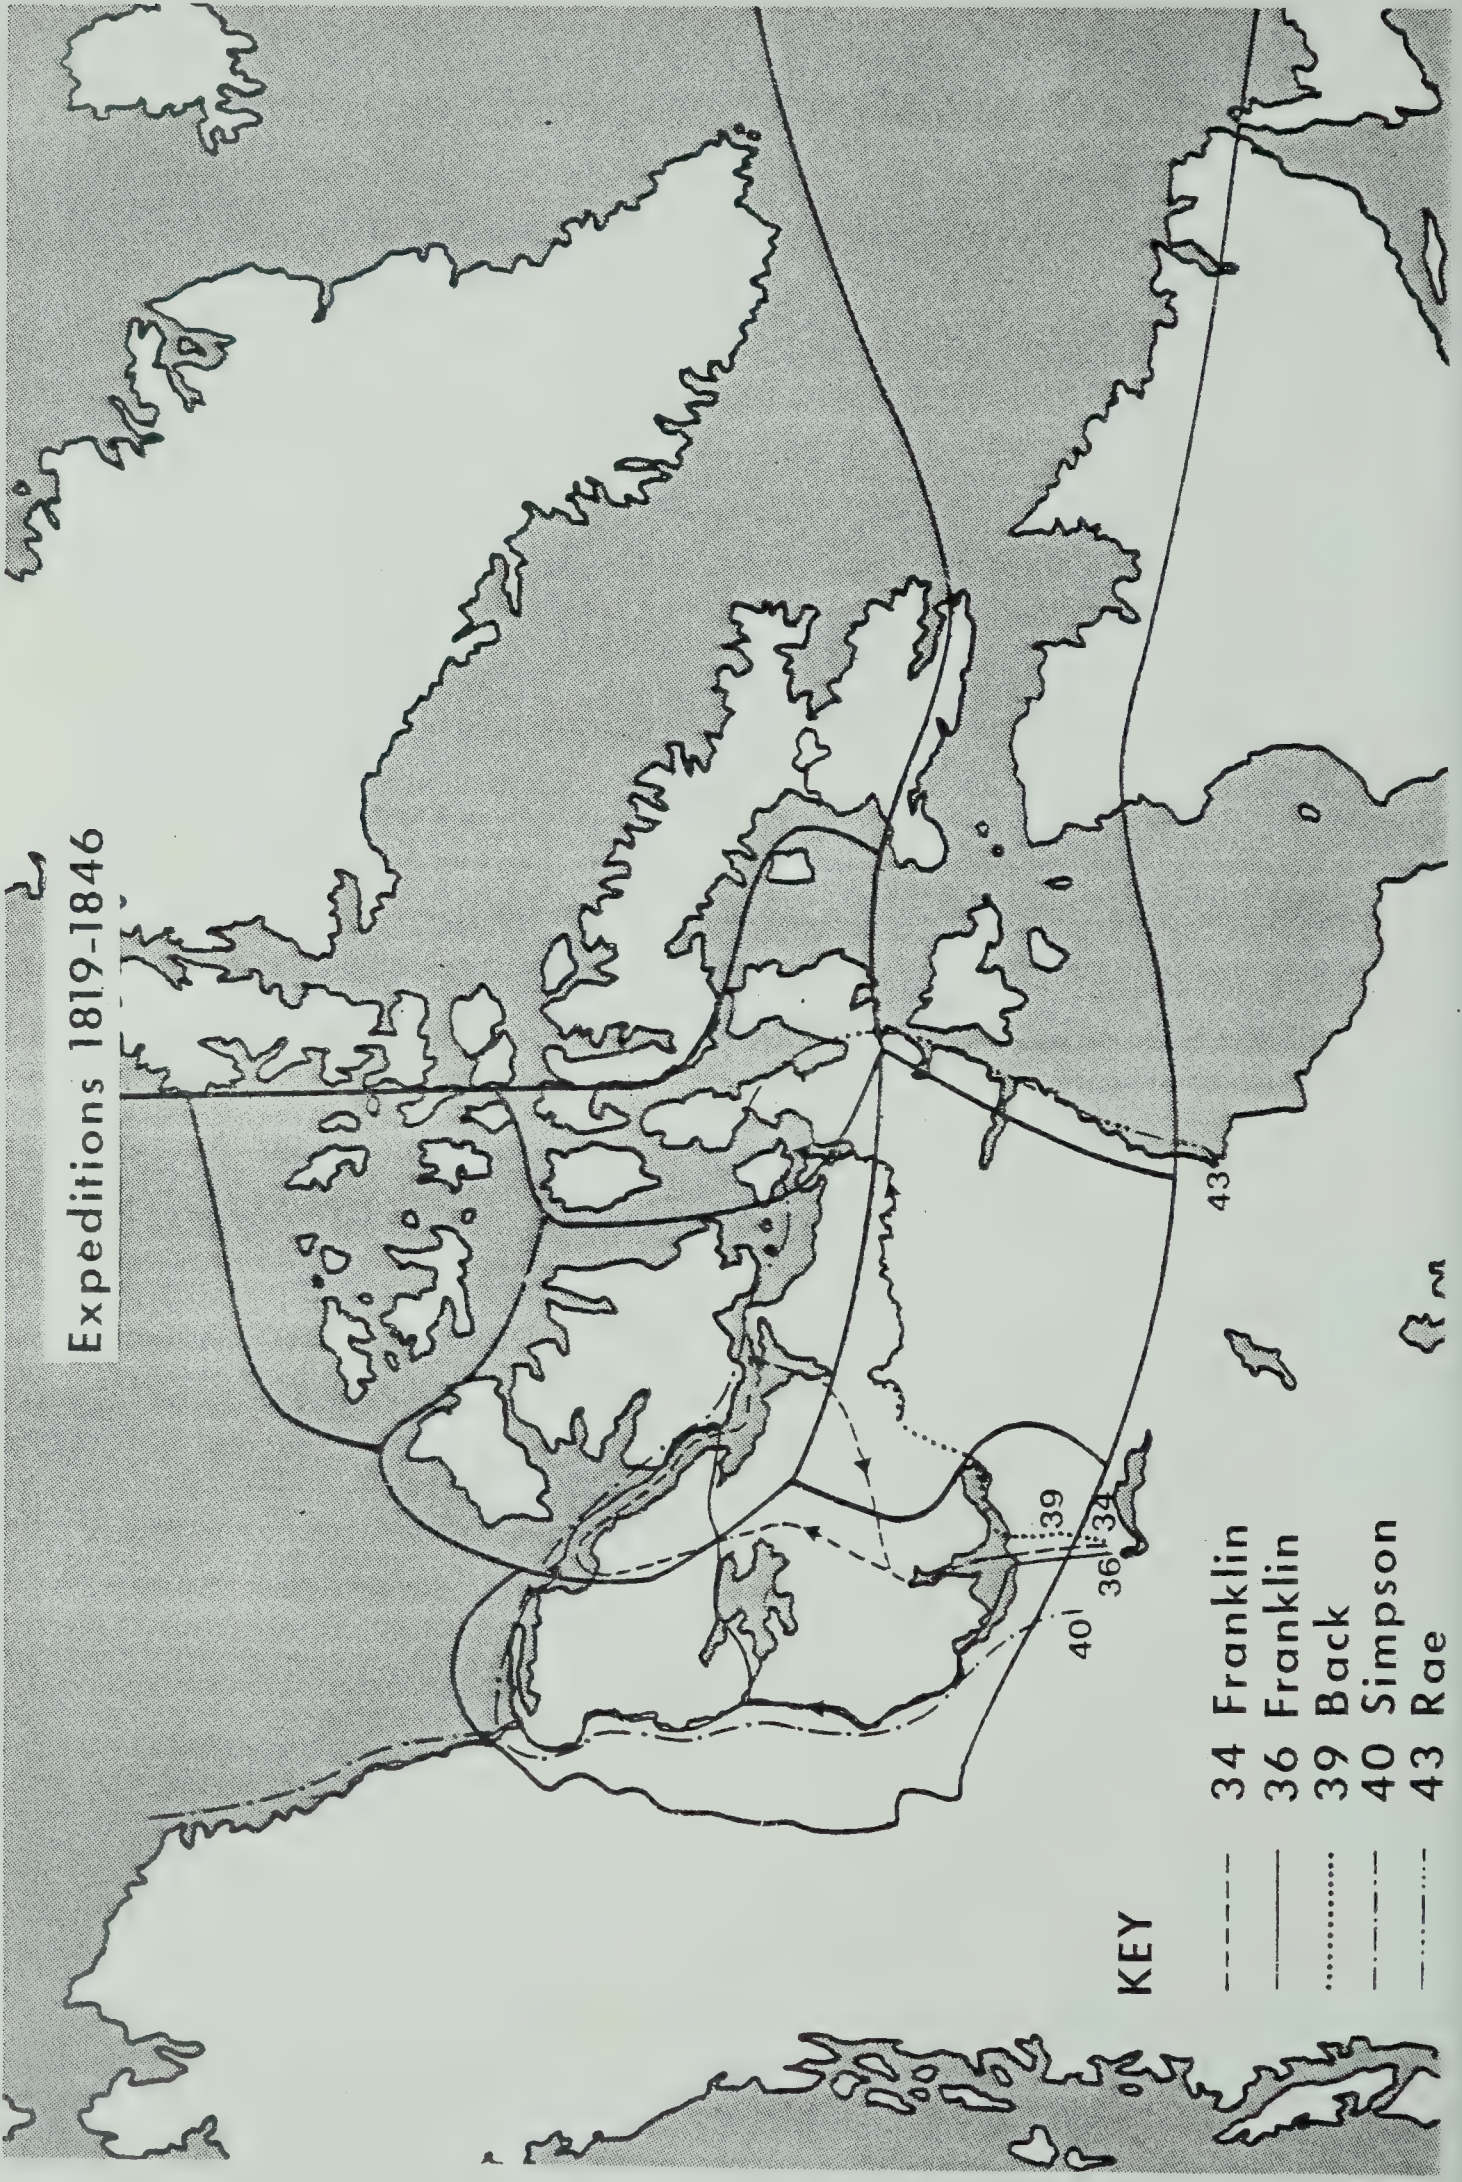 Expeditions 1819-1846
43
39
34
36
40
KEY
34 Franklin
36 Franklin
39 Back
40 Simpson
43 Rae